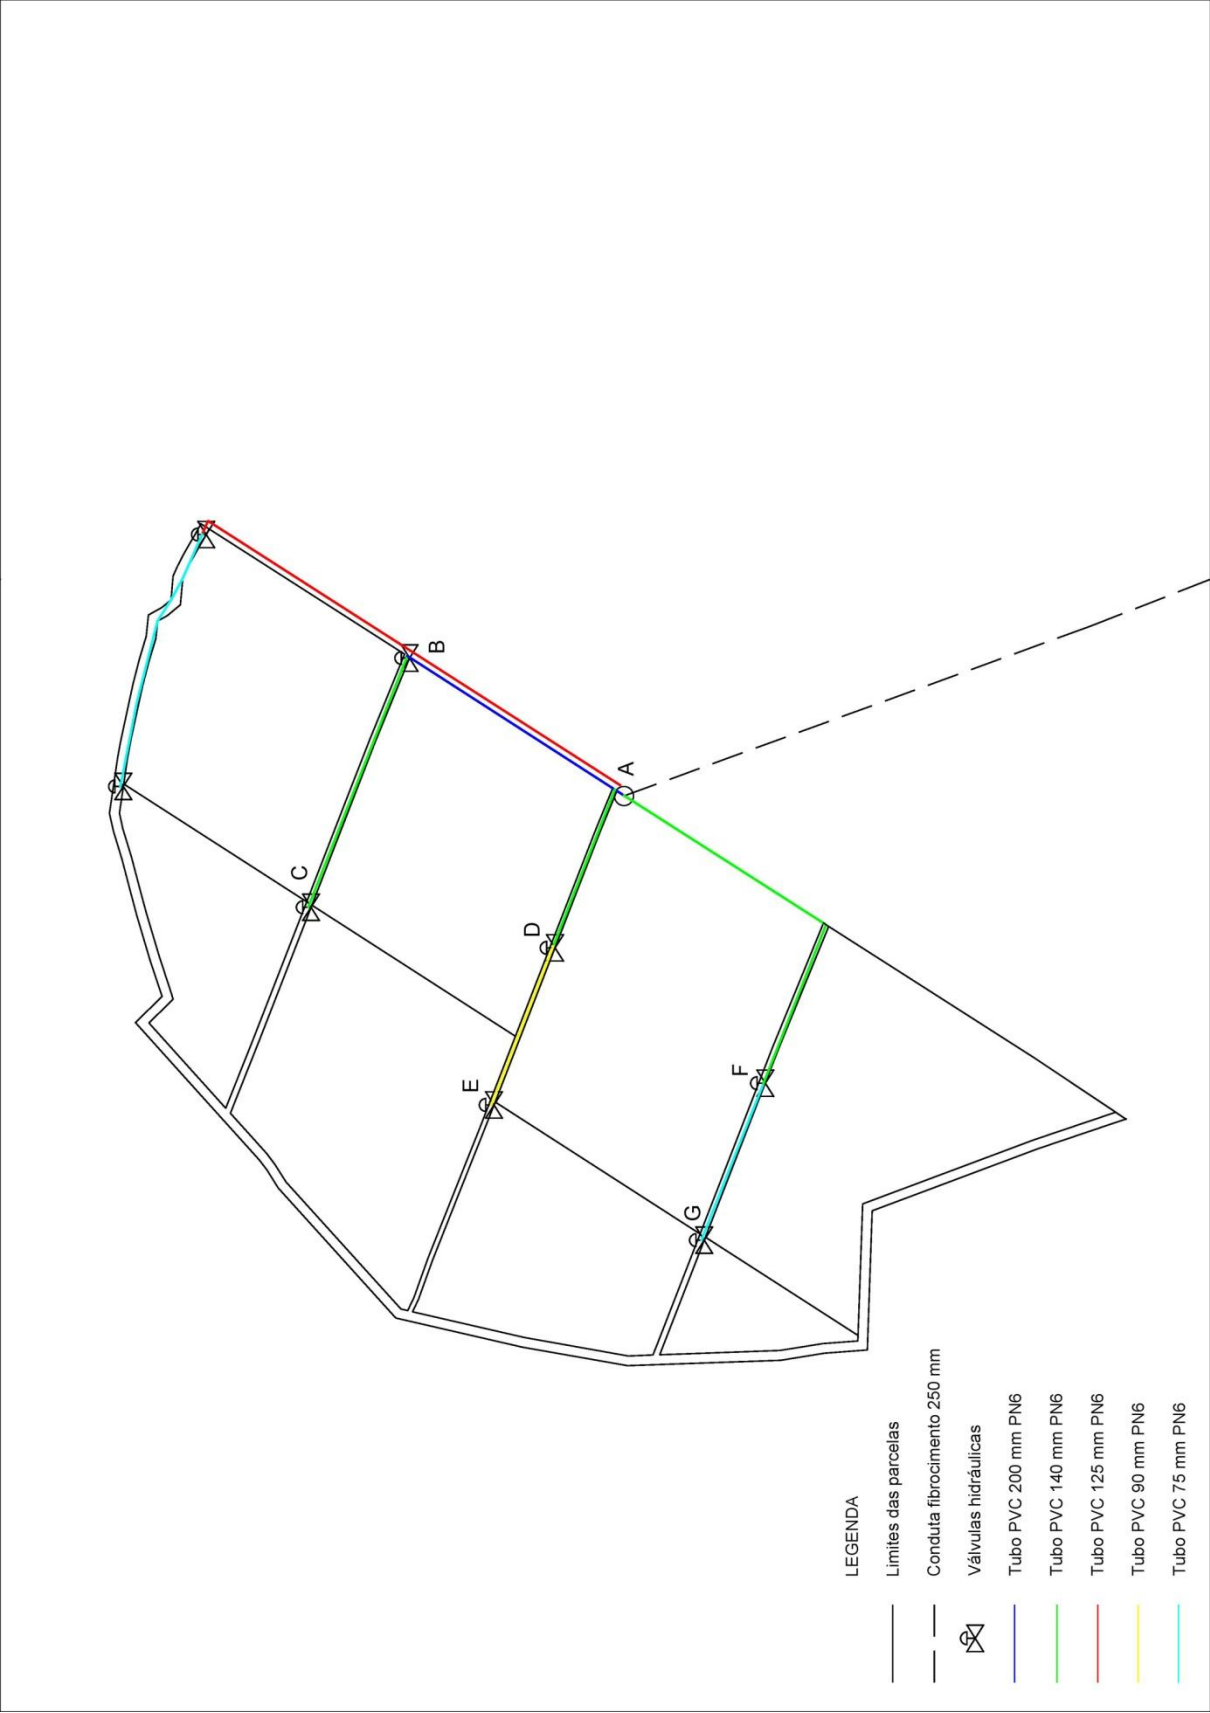 B
A
C
D
E
F
G
LEGENDA
Limites das parcelas
Conduta fibrocimento 250 mm
Válvulas hidráulicas
Tubo PVC 200 mm PN6
Tubo PVC 140 mm PN6
Tubo PVC 125 mm PN6
Tubo PVC 90 mm PN6
Tubo PVC 75 mm PN6